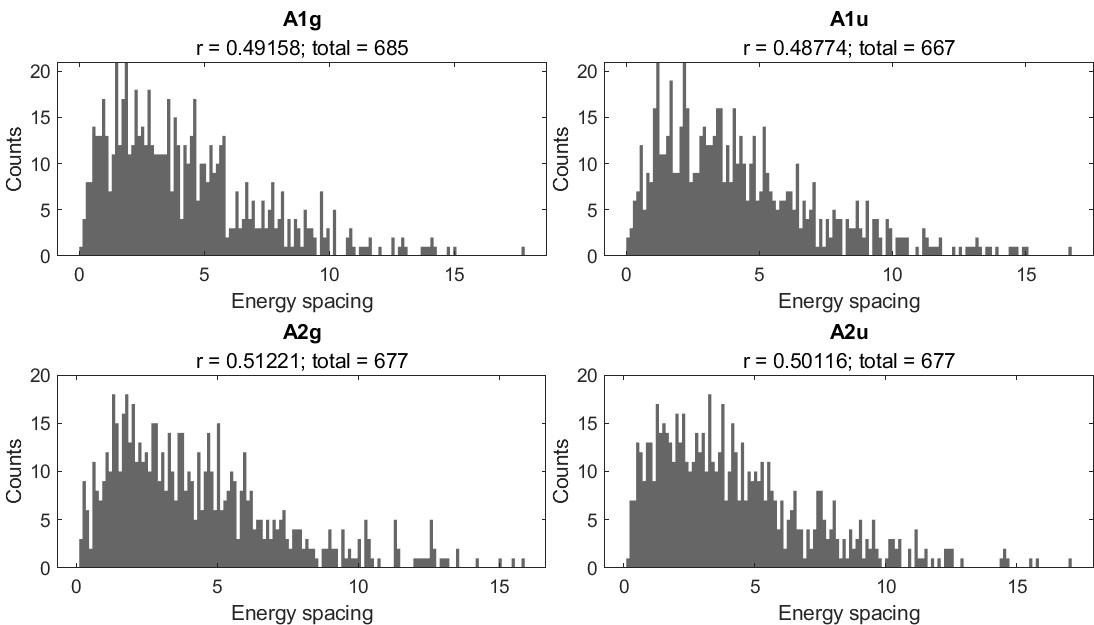 A1g
r = 0.49158; total = 685
20
15
10
5
0
Counts
0 5 10 15
Energy spacing
A1u
r = 0.48774; total = 667
20
15
10
5
0
Counts
0 5 10 15
Energy spacing
A2g
r = 0.51221; total = 677
20
15
10
5
0
Counts
0 5 10 15
Energy spacing
A2u
r = 0.50116; total = 677
20
15
10
5
0
Counts
0 5 10 15
Energy spacing